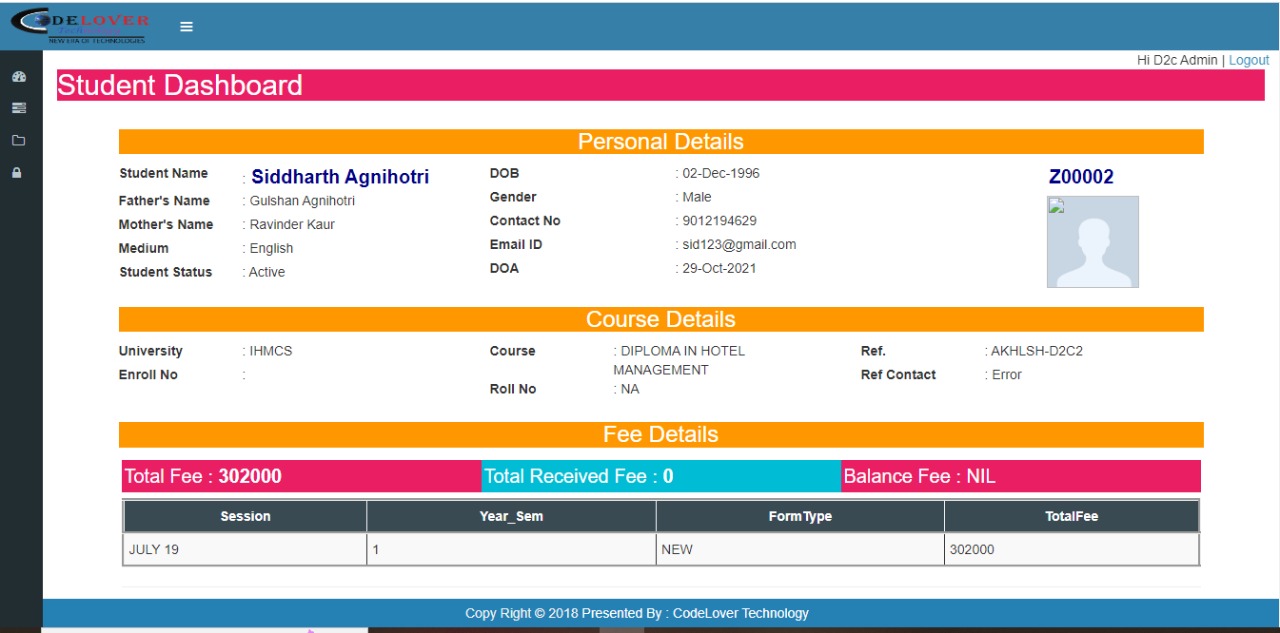 DELOVER
NEW ERA OF TECHNOLOGIES
Hi D2c Admin | Logout
Student Dashboard
Personal Details
Student Name : Siddharth Agnihotri DOB : 02-Dec-1996 Z00002
Father's Name : Gulshan Agnihotri Gender : Male
Mother's Name : Ravinder Kaur Contact No : 9012194629
Medium : English Email ID : sid123@gmail.com
Student Status : Active DOA : 29-Oct-2021
Course Details
University : IHMCS Course : DIPLOMA IN HOTEL Ref. : AKHLSH-D2C2
Enroll No : MANAGEMENT Ref Contact : Error
Roll No : NA
Fee Details
Total Fee : 302000 Total Received Fee : 0 Balance Fee : NIL
Session Year_Sem FormType TotalFee
JULY 19 1 NEW 302000
Copy Right © 2018 Presented By : CodeLover Technology